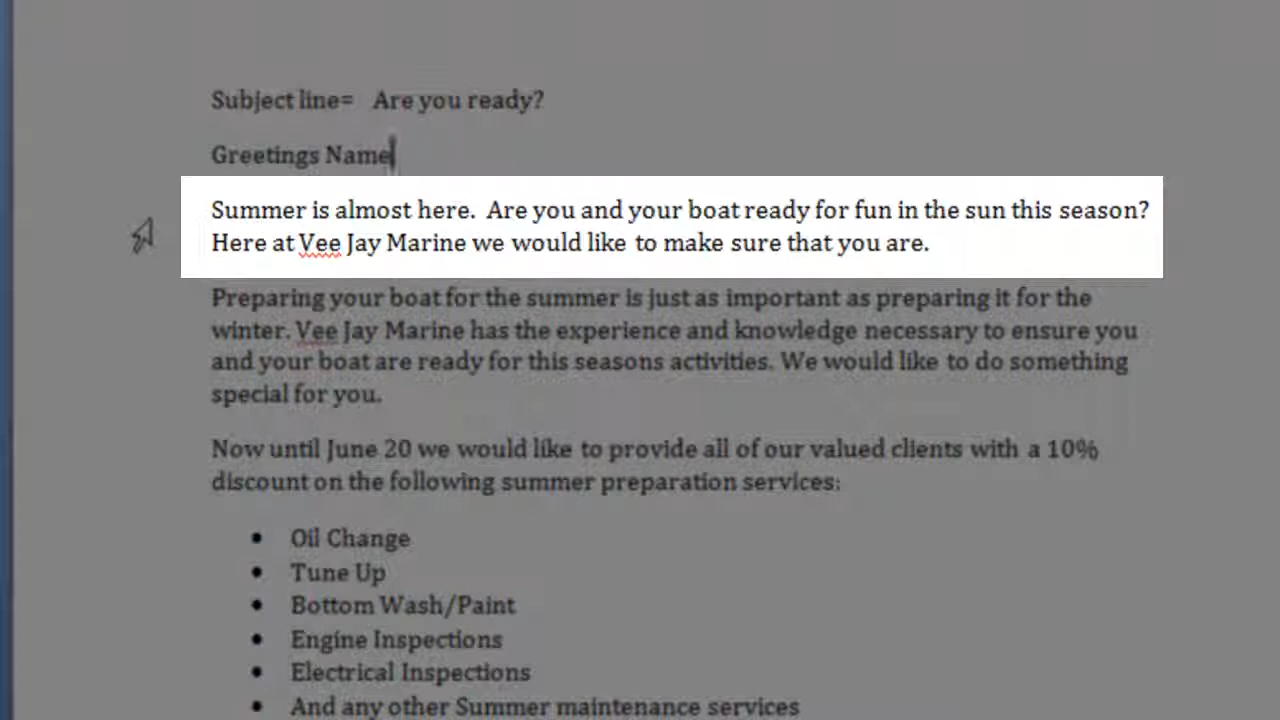 Subject line=   Are you ready?
Greetings Name
Summer is almost here.  Are you and your boat ready for fun in the sun this season?
Here at Vee Jay Marine we would like to make sure that you are.
Preparing your boat for the summer is just as important as preparing it for the
winter. Vee Jay Marine has the experience and knowledge necessary to ensure you
and your boat are ready for this seasons activities. We would like to do something
special for you.
Now until June 20 we would like to provide all of our valued clients with a 10%
discount on the following summer preparation services:
• Oil Change
• Tune Up
• Bottom Wash/Paint
• Engine Inspections
• Electrical Inspections
• And any other Summer maintenance services